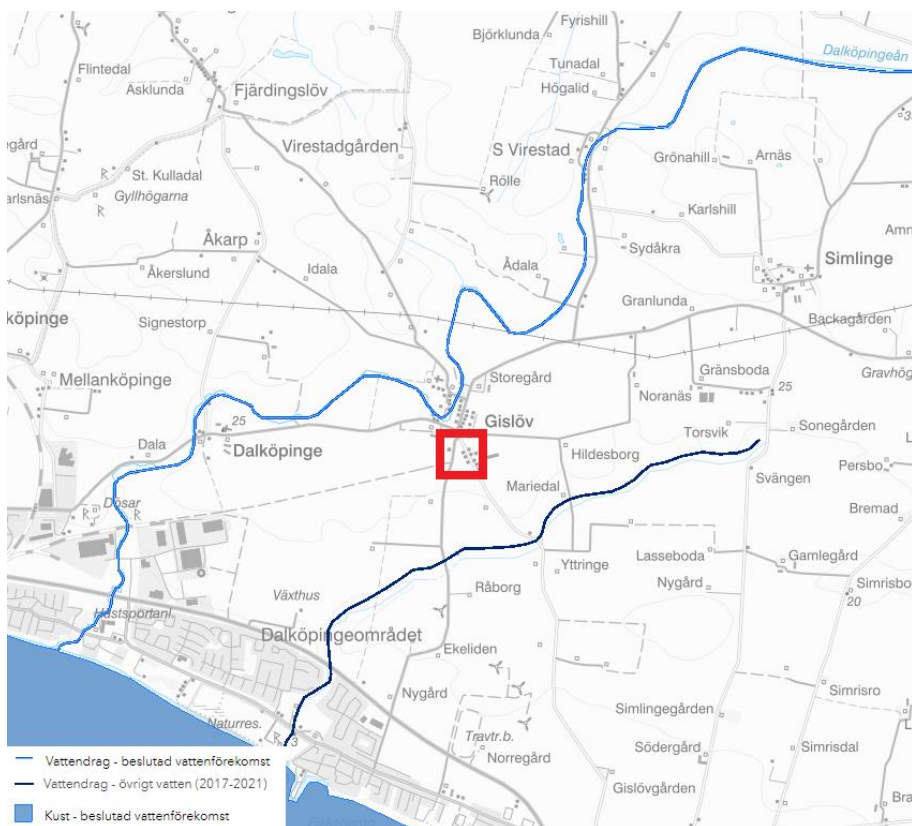 Fyrishill
Björklunda
Dalköpingeån
Flintedal
Tunadal
Asklunda
Högalid
Fjärdingslöv
Virestadgården
S Virestad
Grönahill
Arnäs
egård
St. Kulladal
arlsnäs
Gyllhögarna
Rölle
Karlshill
Åkarp
Sydåkra
Amn
Simlinge
Åkerslund
Idala
Ådala
Granlunda
köpinge
Signestorp
Backagården
Mellanköpinge
Storegård
Gränsboda
Gravhög
Noranäs
25
25
Gislöv
Torsvik
Sonegården
Dala
Dalköpinge
Hildesborg
Persbo
Svängen
Mariedal
Dösar
Bremad
Lasseboda
Gamlegård
Yttringe
Råborg
Nygård
Simrisbo
Växthus
20
Hästsportanl.
Dalköpingeområdet
Ekeliden
Nygård
Simrisro
Simlingegården
Naturres.
Travtr.b.
3
Norregård
Södergård
Simrisdal
Gislövgården
Bra
Vattendrag - beslutad vattenförekomst
Vattendrag - övrigt vatten (2017-2021)
Kust - beslutad vattenförekomst